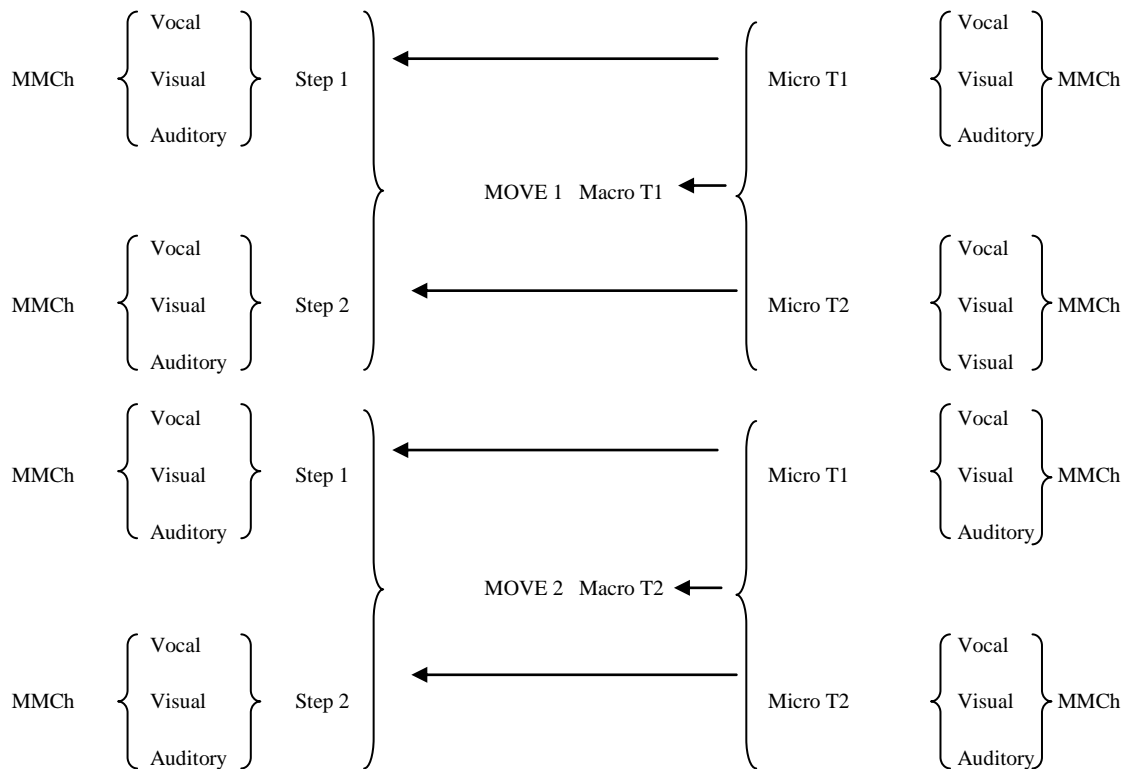 Vocal Vocal
MMCh Visual Step 1 Micro T1 Visual MMCh
Auditory Auditory
MOVE 1 Macro T1
Vocal Vocal
MMCh Visual Step 2 Micro T2 Visual MMCh
Auditory Visual
Vocal Vocal
MMCh Visual Step 1 Micro T1 Visual MMCh
Auditory Auditory
MOVE 2 Macro T2
Vocal Vocal
MMCh Visual Step 2 Micro T2 Visual MMCh
Auditory Auditory